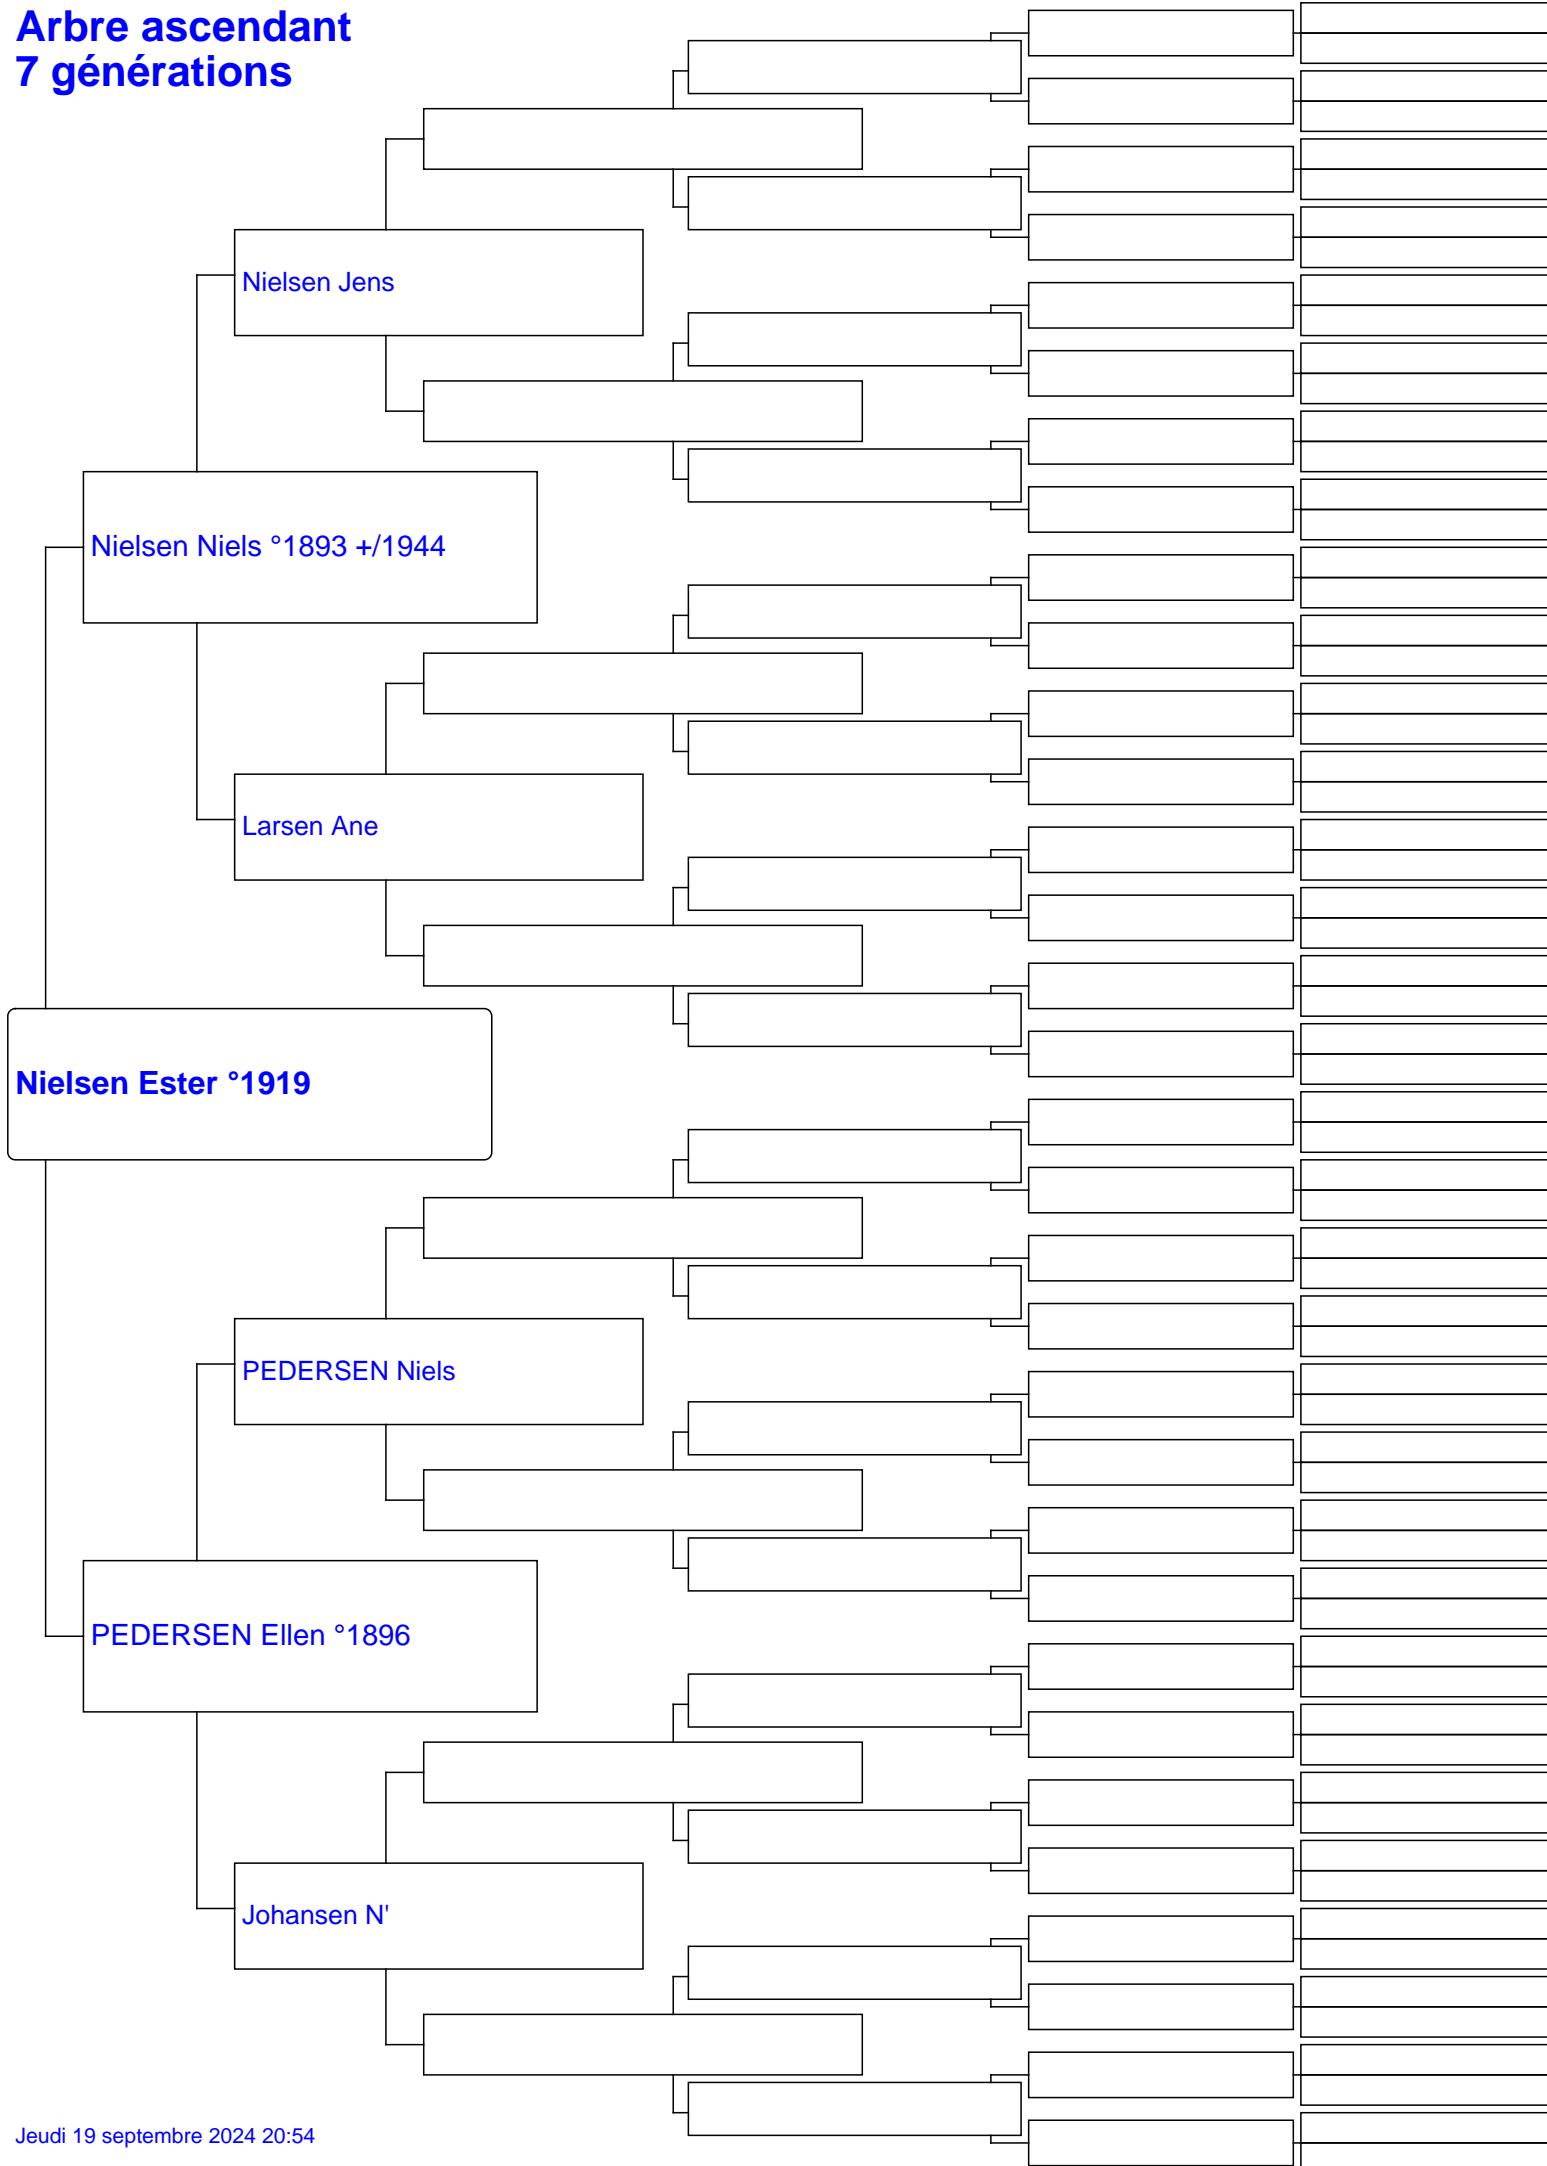 Arbre ascendant
7 générations
Nielsen Jens
Nielsen Niels °1893 +/1944
Larsen Ane
Nielsen Ester °1919
PEDERSEN Niels
PEDERSEN Ellen °1896
Johansen N'
Jeudi 19 septembre 2024 20:54